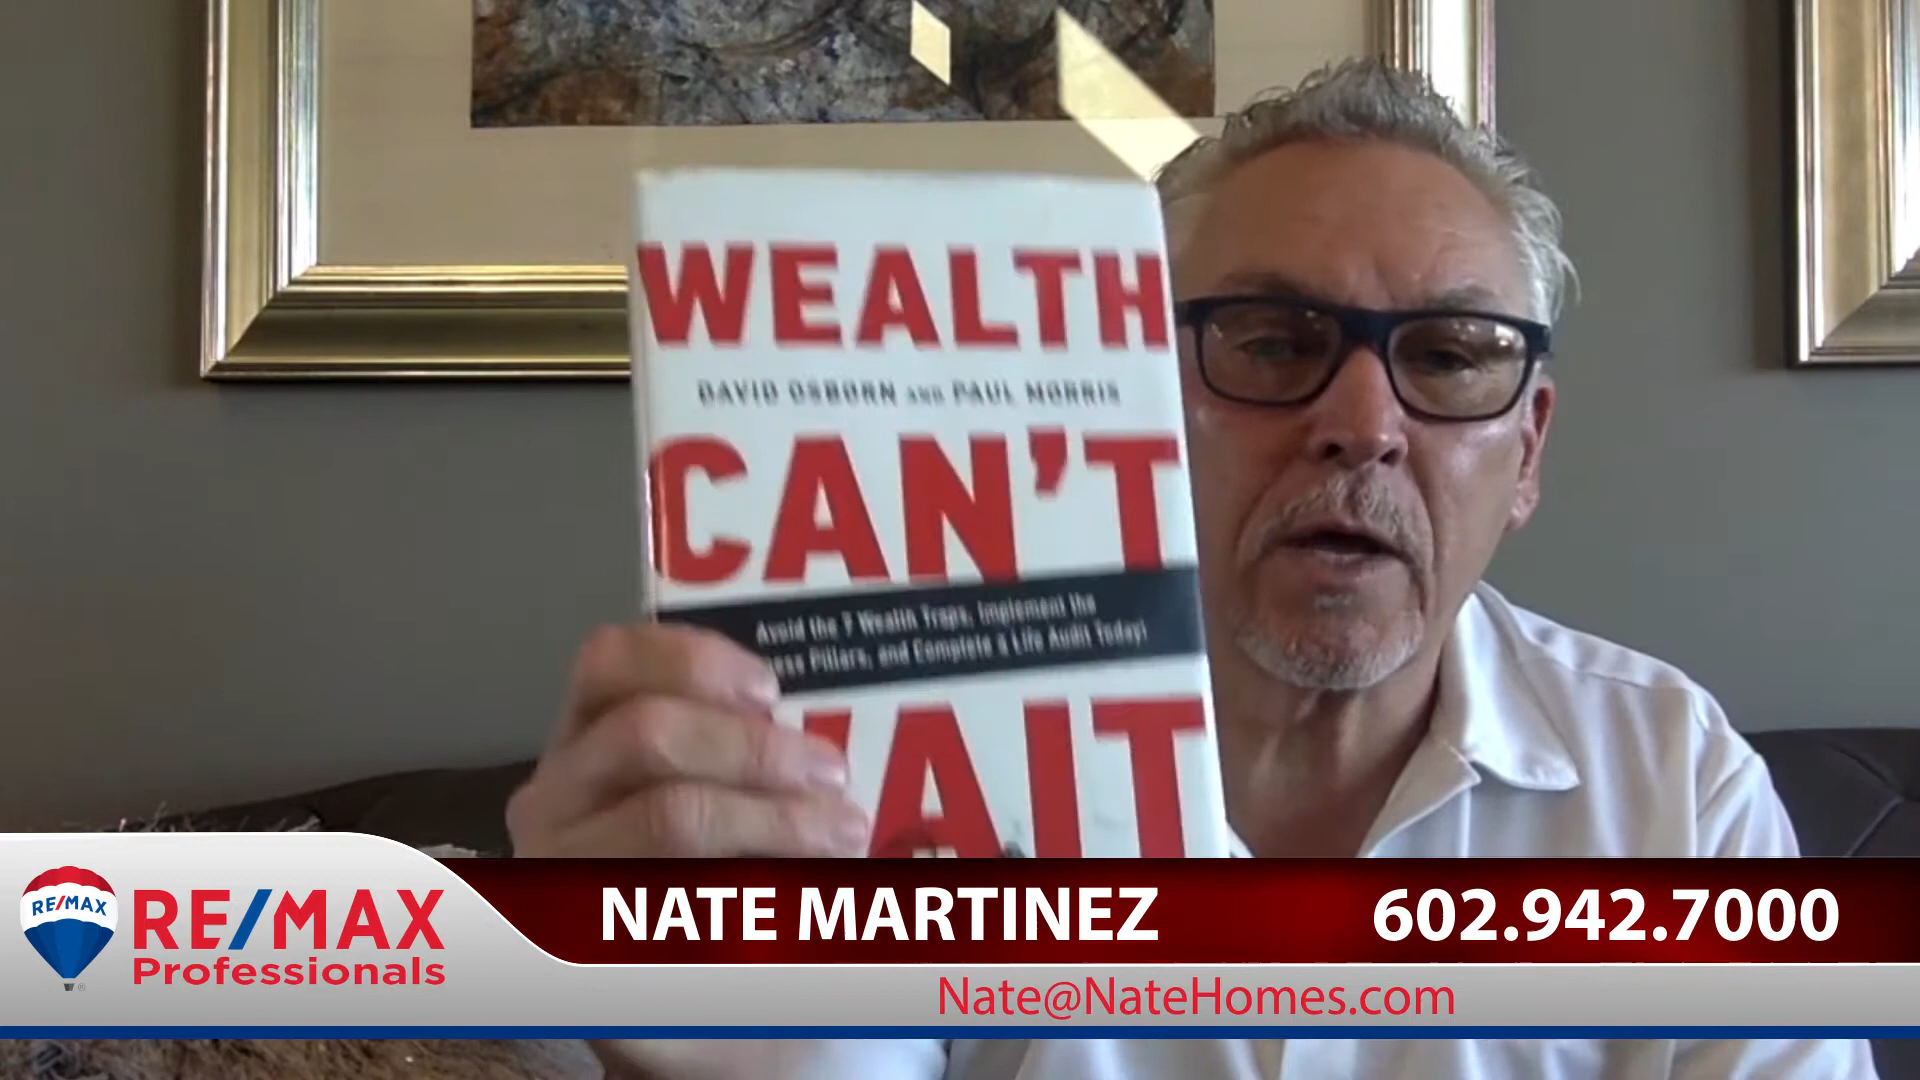 WEALTH
DAVID OSBORN AND PAUL MORRIS
CAN'T
Avoid the 7 Wealth Traps, Implement the
Pillars, and Complete a Life Audit Today!
RE/MAX
RE/MAX
Professionals
NATE MARTINEZ
602.942.7000
Nate@NateHomes.com